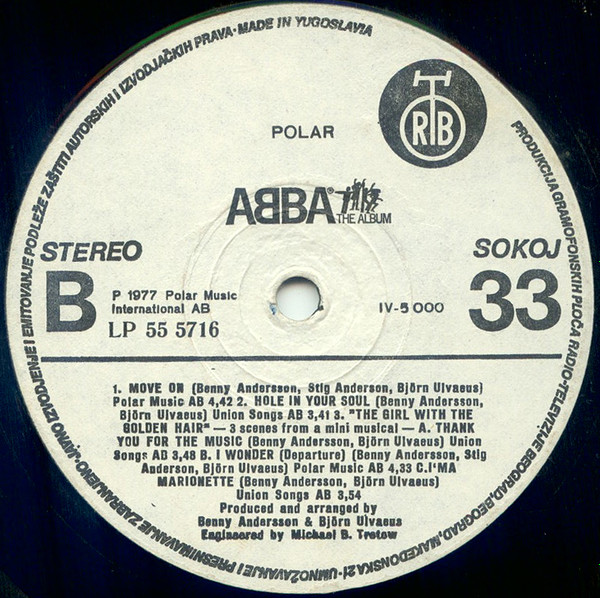 PRODUKCIJA GRAMOFONSKIH PLOČA RADIO-TELEVIZIJE BEOGRAD, BEOGRAD, MAKEDONSKA 21 · UMNOŽAVANJE I PRESNIMAVANJE ZABRANJENO · JAVNO IZVODJENJE I EMITOVANJE PODLEŽE ZAŠTITI AUTORSKIH I IZVODJAČKIH PRAVA · MADE IN YUGOSLAVIA
RTB
POLAR
ABBA®
THE ALBUM
STEREO
SOKOJ
B
33
P 1977 Polar Music
International AB
LP 55 5716
IV-5 000
1. MOVE ON (Benny Andersson, Stig Anderson, Björn Ulvaeus)
Polar Music AB 4,42 2. HOLE IN YOUR SOUL (Benny Andersson,
Björn Ulvaeus) Union Songs AB 3,41 3. "THE GIRL WITH THE
GOLDEN HAIR" — 3 scenes from a mini musical — A. THANK
YOU FOR THE MUSIC (Benny Andersson, Björn Ulvaeus) Union
Songs AB 3,48 B. I WONDER (Departure) (Benny Andersson, Stig
Anderson, Björn Ulvaeus) Polar Music AB 4,33 C.I'MA
MARIONETTE (Benny Andersson, Björn Ulvaeus)
Union Songs AB 3,54
Produced and arranged by
Benny Andersson & Björn Ulvaeus
Engineered by Michael B. Tretow